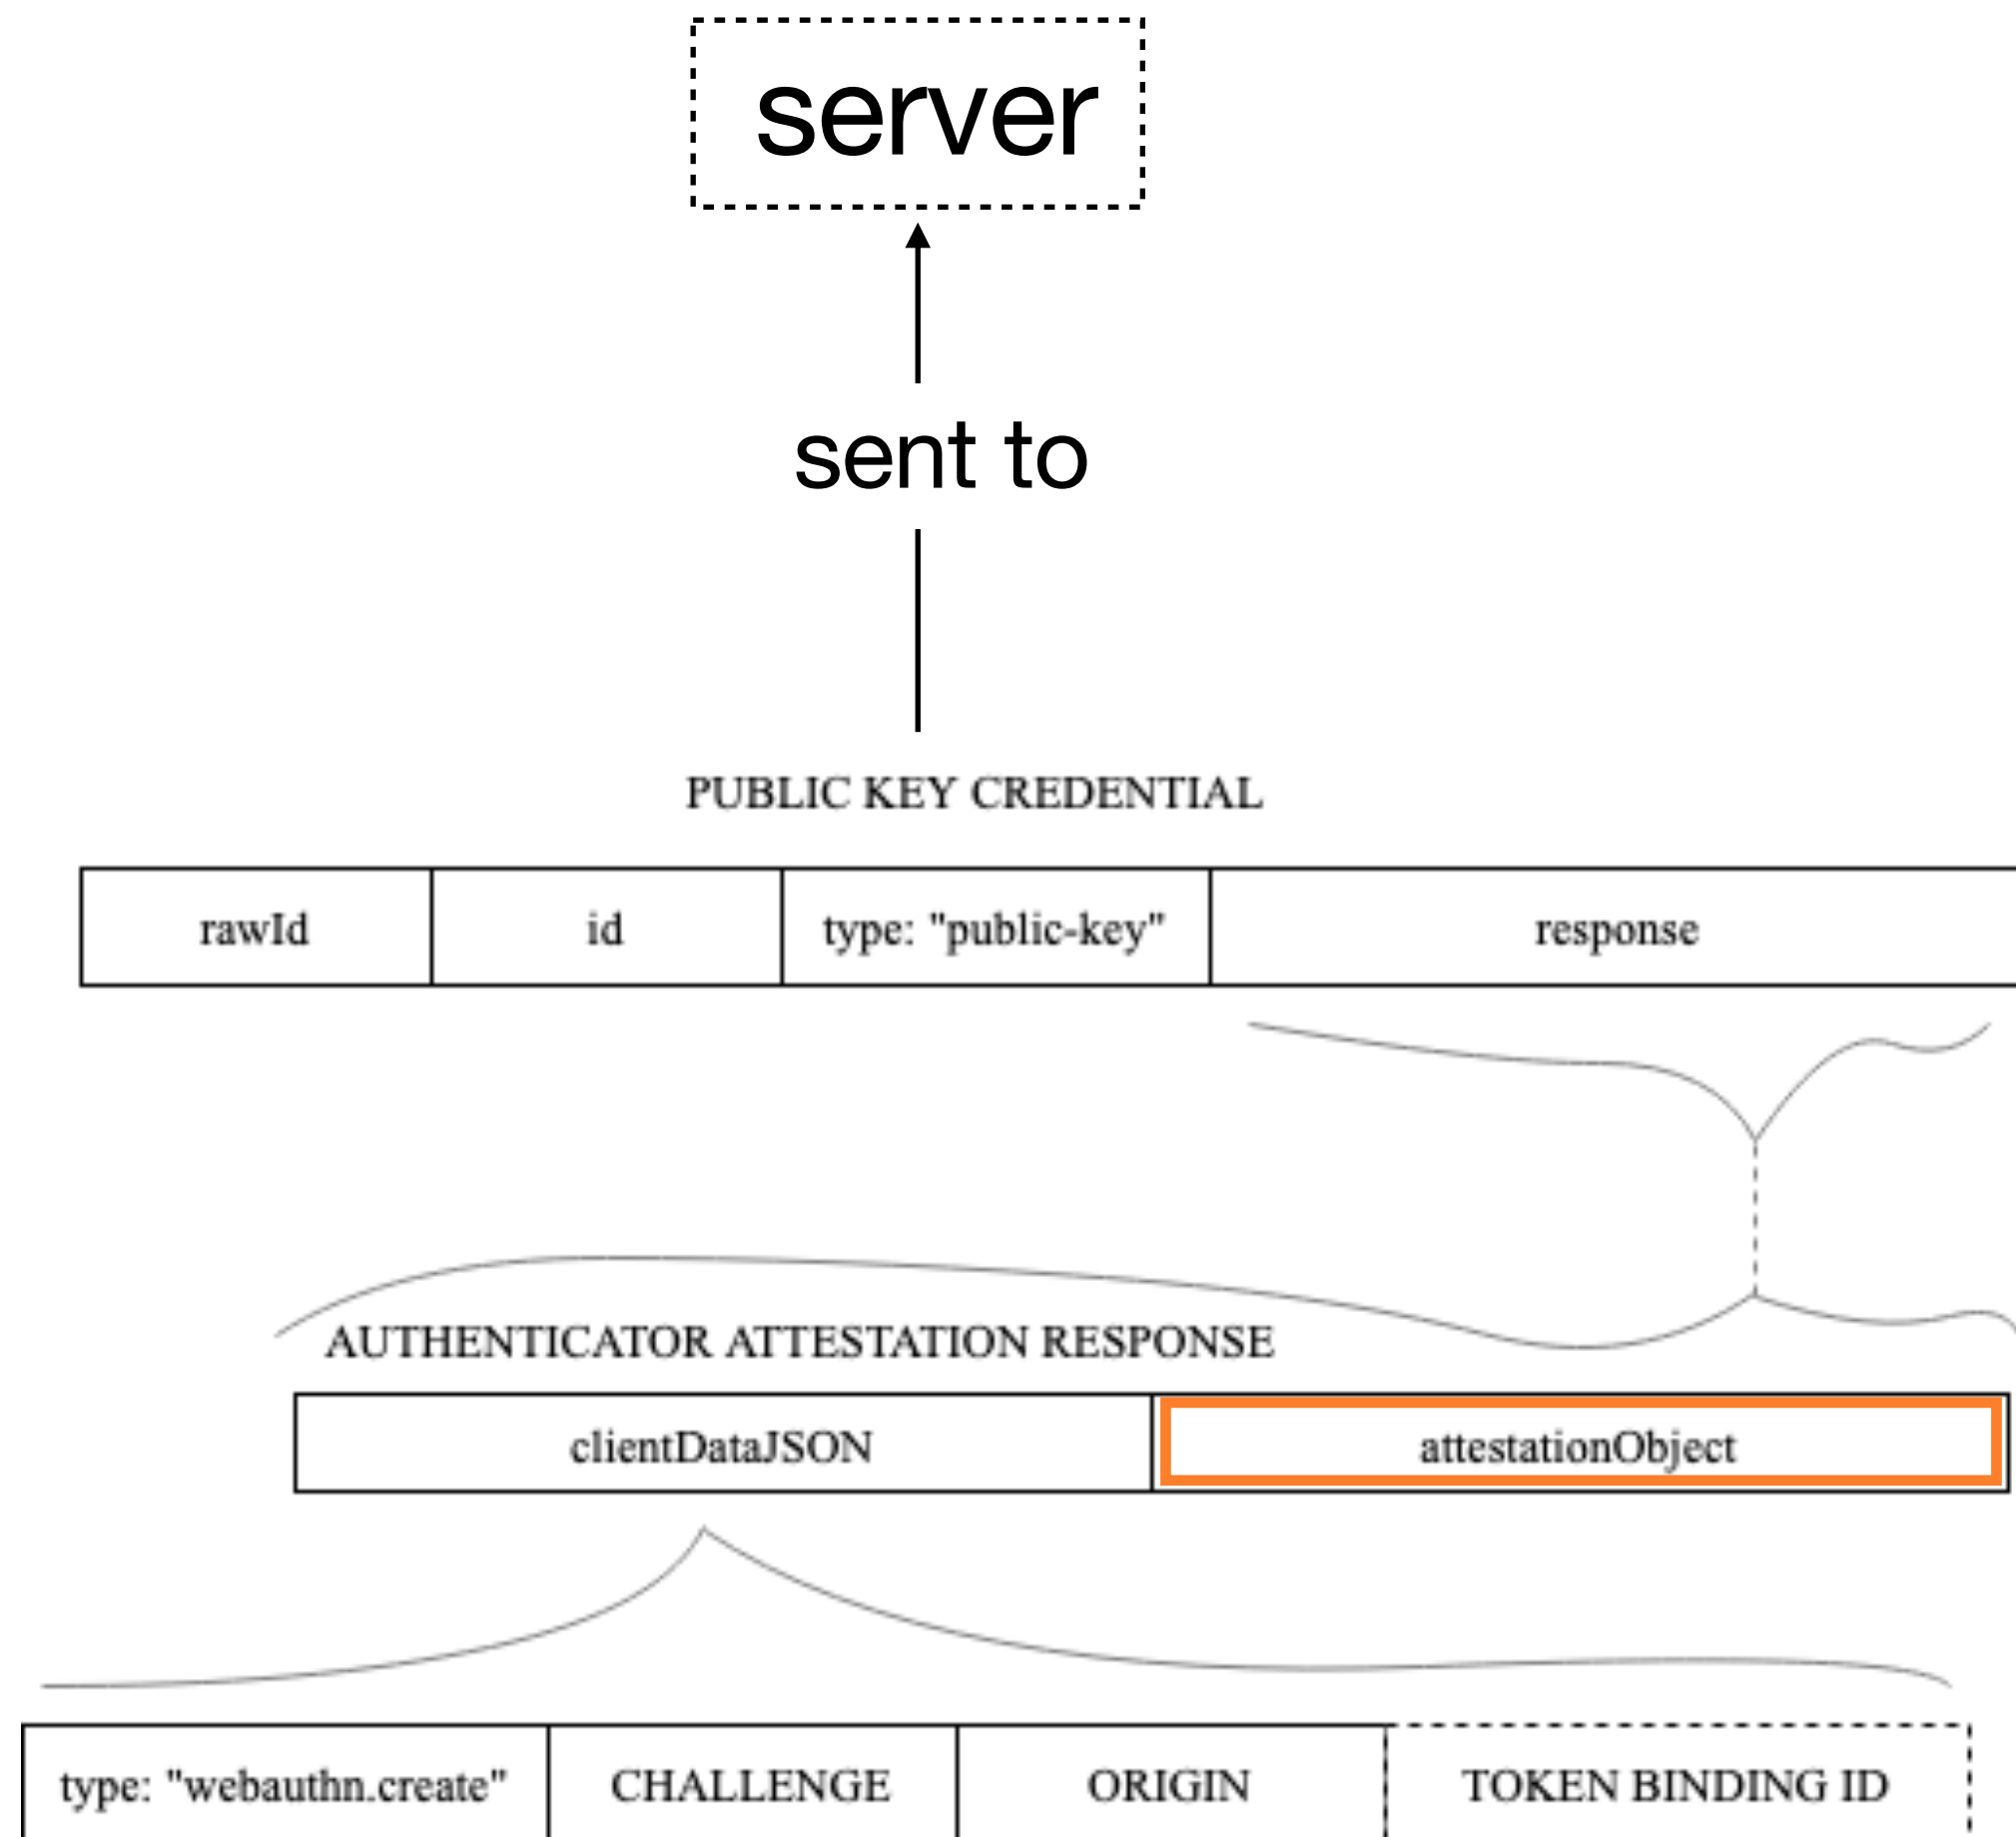 server
sent to
PUBLIC KEY CREDENTIAL
rawId id type: "public-key" response
AUTHENTICATOR ATTESTATION RESPONSE
clientDataJSON attestationObject
type: "webauthn.create" CHALLENGE ORIGIN TOKEN BINDING ID